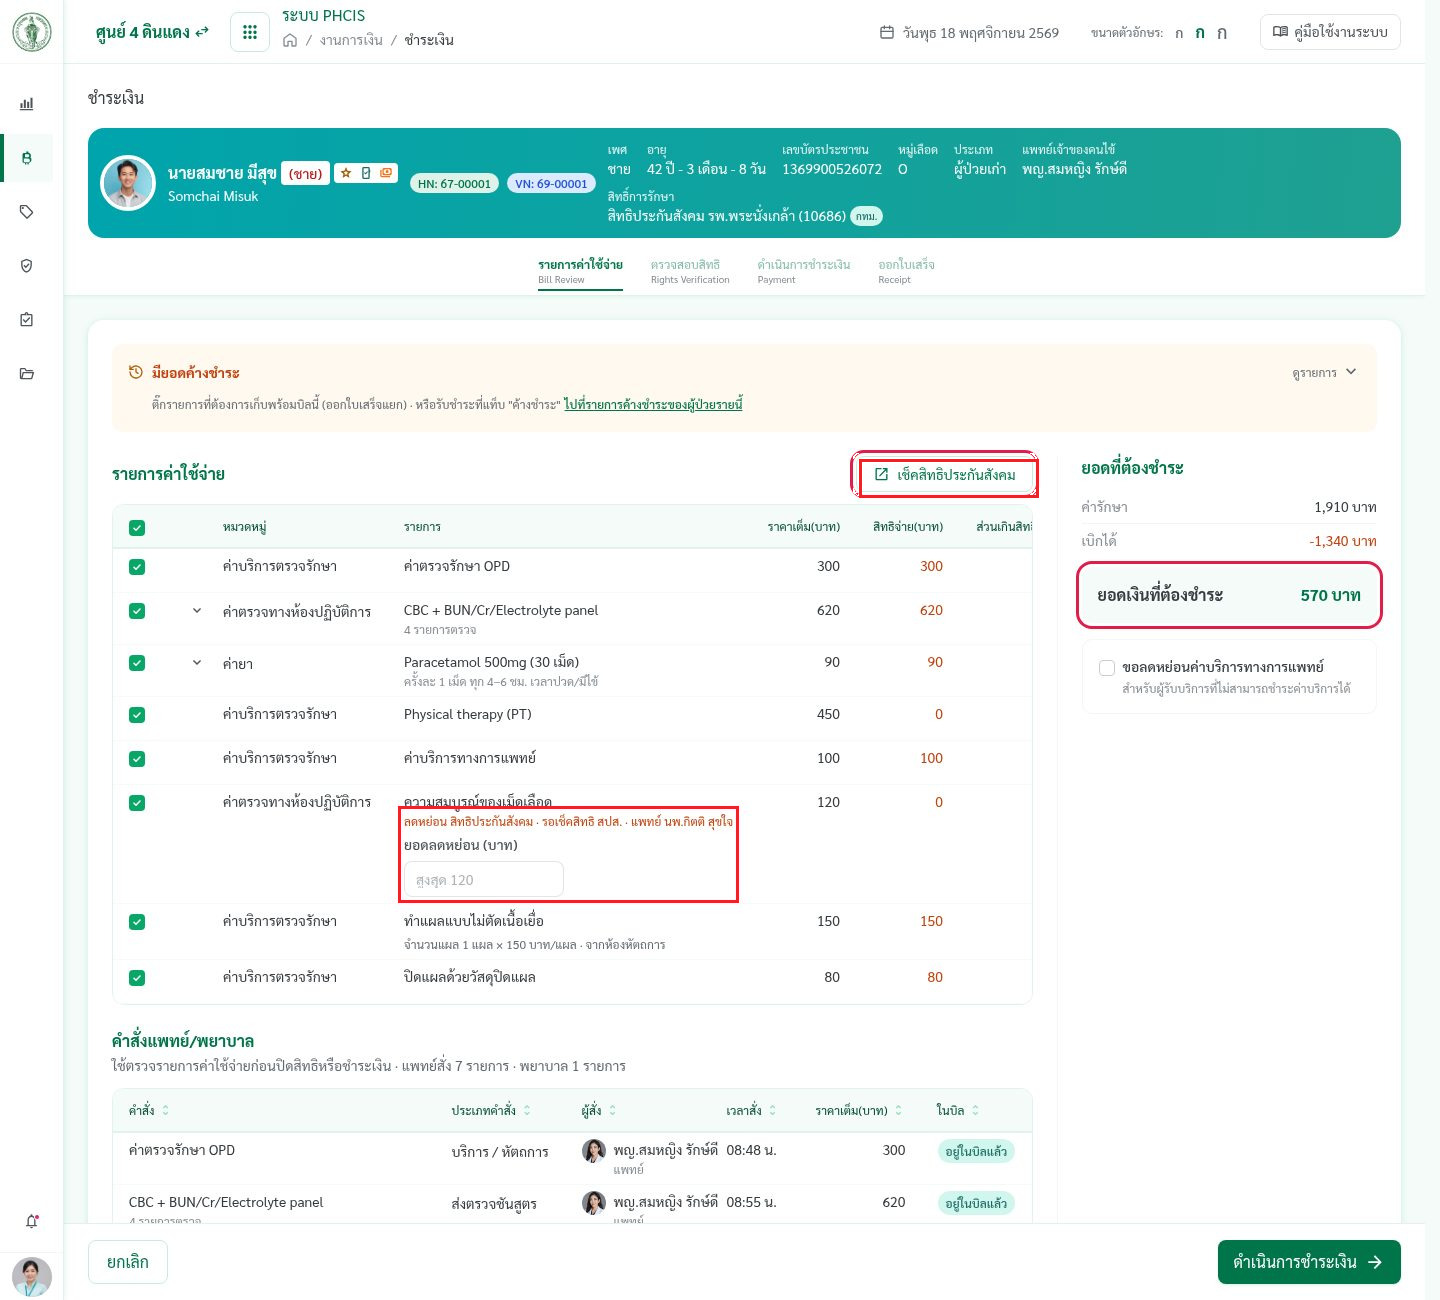 ศูนย์ 4 ดินแดง
ระบบ PHCIS
/ งานการเงิน / ชำระเงิน
วันพุธ 18 พฤศจิกายน 2569
ขนาดตัวอักษร: ก ก ก
คู่มือใช้งานระบบ
ชำระเงิน
นายสมชาย มีสุข (ชาย)
Somchai Misuk
HN: 67-00001
VN: 69-00001
เพศ อายุ เลขบัตรประชาชน หมู่เลือด ประเภท แพทย์เจ้าของคนไข้
ชาย 42 ปี - 3 เดือน - 8 วัน 1369900526072 O ผู้ป่วยเก่า พญ.สมหญิง รักษ์ดี
สิทธิ์การรักษา
สิทธิประกันสังคม รพ.พระนั่งเกล้า (10686) กทม.
รายการค่าใช้จ่าย ตรวจสอบสิทธิ ดำเนินการชำระเงิน ออกใบเสร็จ
Bill Review Rights Verification Payment Receipt
มียอดค้างชำระ
ดูรายการ
ติ๊กรายการที่ต้องการเก็บพร้อมบิลนี้ (ออกใบเสร็จแยก) · หรือรับชำระที่แท็บ "ค้างชำระ" ไปที่รายการค้างชำระของผู้ป่วยรายนี้
รายการค่าใช้จ่าย
เช็คสิทธิประกันสังคม
หมวดหมู่ รายการ ราคาเต็ม(บาท) สิทธิจ่าย(บาท) ส่วนเกินสิทธิ
ค่าบริการตรวจรักษา ค่าตรวจรักษา OPD 300 300
ค่าตรวจทางห้องปฏิบัติการ CBC + BUN/Cr/Electrolyte panel 620 620
4 รายการตรวจ
ค่ายา Paracetamol 500mg (30 เม็ด) 90 90
ครั้งละ 1 เม็ด ทุก 4–6 ชม. เวลาปวด/มีไข้
ค่าบริการตรวจรักษา Physical therapy (PT) 450 0
ค่าบริการตรวจรักษา ค่าบริการทางการแพทย์ 100 100
ค่าตรวจทางห้องปฏิบัติการ ความสมบูรณ์ของเม็ดเลือด 120 0
ลดหย่อน สิทธิประกันสังคม · รอเช็คสิทธิ สปส. · แพทย์ นพ.กิตติ สุขใจ
ยอดลดหย่อน (บาท)
สูงสุด 120
ค่าบริการตรวจรักษา ทำแผลแบบไม่ตัดเนื้อเยื่อ 150 150
จำนวนแผล 1 แผล × 150 บาท/แผล · จากห้องหัตถการ
ค่าบริการตรวจรักษา ปิดแผลด้วยวัสดุปิดแผล 80 80
ยอดที่ต้องชำระ
ค่ารักษา 1,910 บาท
เบิกได้ -1,340 บาท
ยอดเงินที่ต้องชำระ 570 บาท
ขอลดหย่อนค่าบริการทางการแพทย์
สำหรับผู้รับบริการที่ไม่สามารถชำระค่าบริการได้
คำสั่งแพทย์/พยาบาล
ใช้ตรวจรายการค่าใช้จ่ายก่อนปิดสิทธิหรือชำระเงิน · แพทย์สั่ง 7 รายการ · พยาบาล 1 รายการ
คำสั่ง ประเภทคำสั่ง ผู้สั่ง เวลาสั่ง ราคาเต็ม(บาท) ในบิล
ค่าตรวจรักษา OPD บริการ / หัตถการ พญ.สมหญิง รักษ์ดี 08:48 น. 300 อยู่ในบิลแล้ว
แพทย์
CBC + BUN/Cr/Electrolyte panel ส่งตรวจชันสูตร พญ.สมหญิง รักษ์ดี 08:55 น. 620 อยู่ในบิลแล้ว
4 รายการตรวจ แพทย์
ยกเลิก
ดำเนินการชำระเงิน